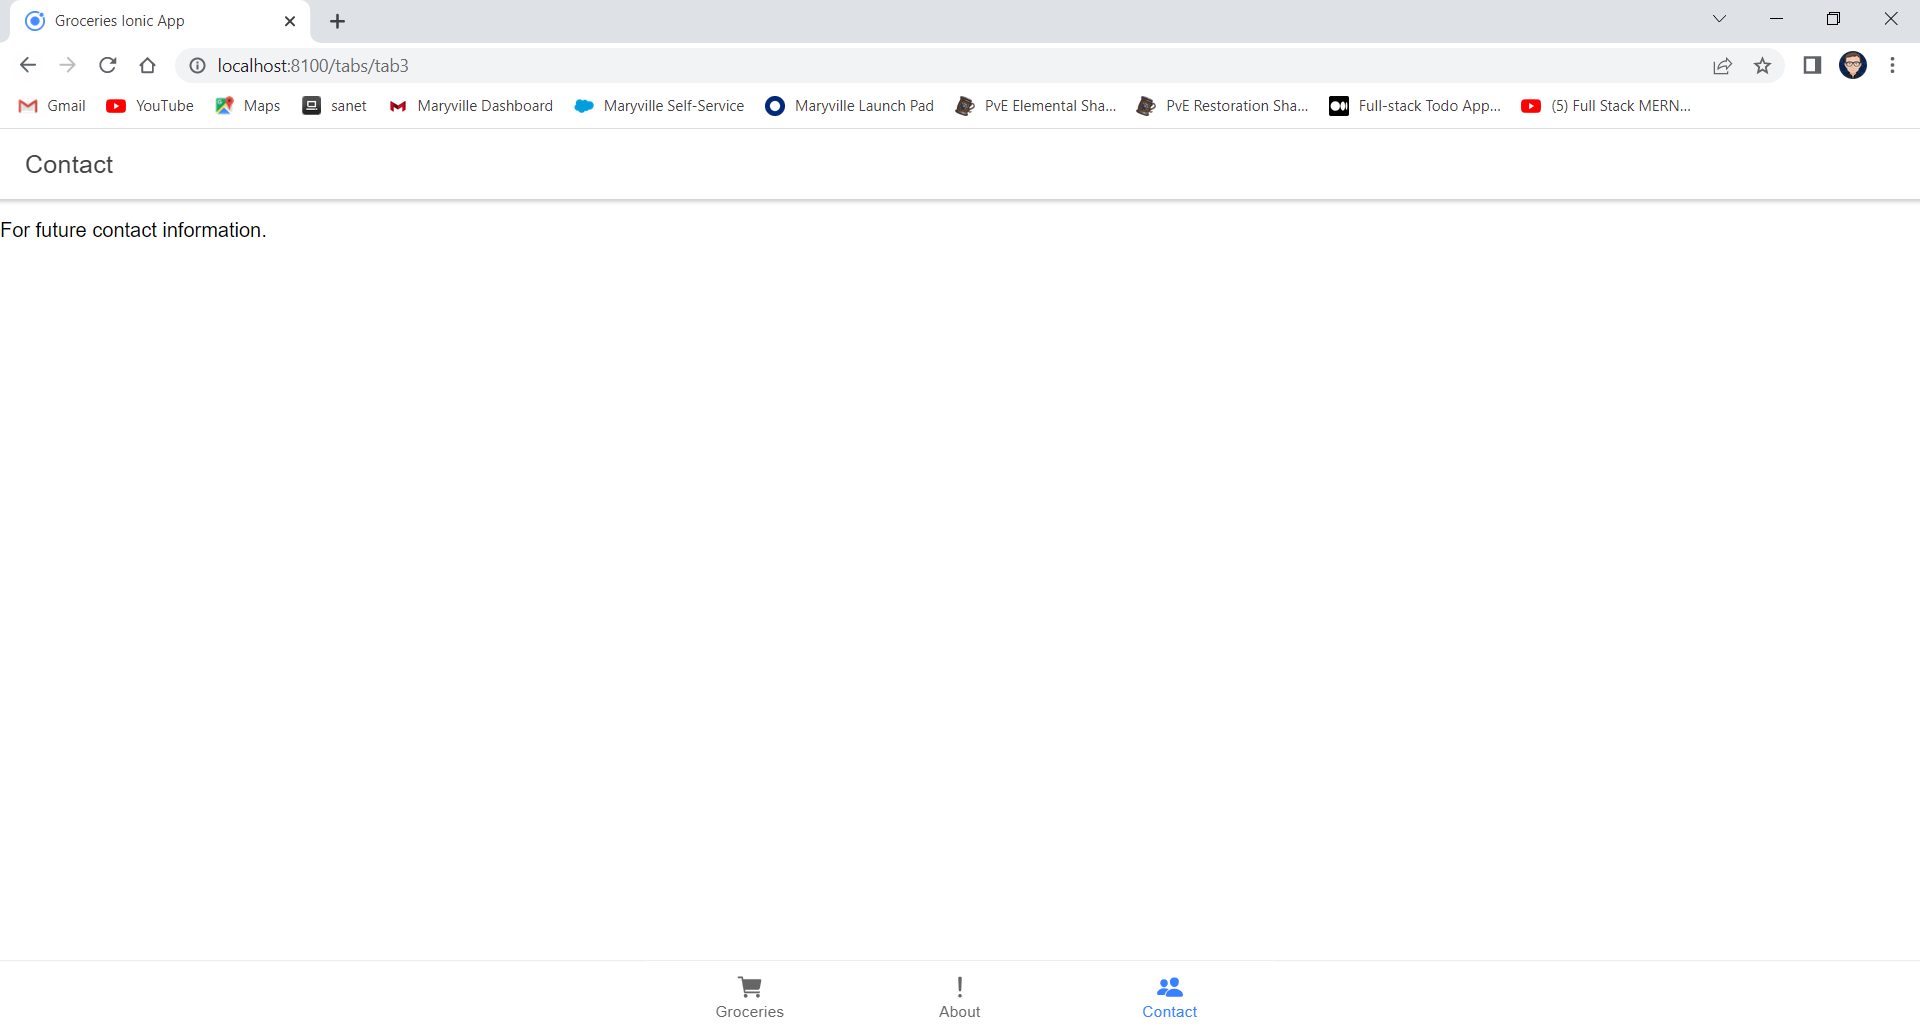 Groceries Ionic App
localhost:8100/tabs/tab3
Gmail YouTube Maps sanet Maryville Dashboard Maryville Self-Service Maryville Launch Pad PvE Elemental Sha... PvE Restoration Sha... Full-stack Todo App... (5) Full Stack MERN...
Contact
For future contact information.
Groceries About Contact